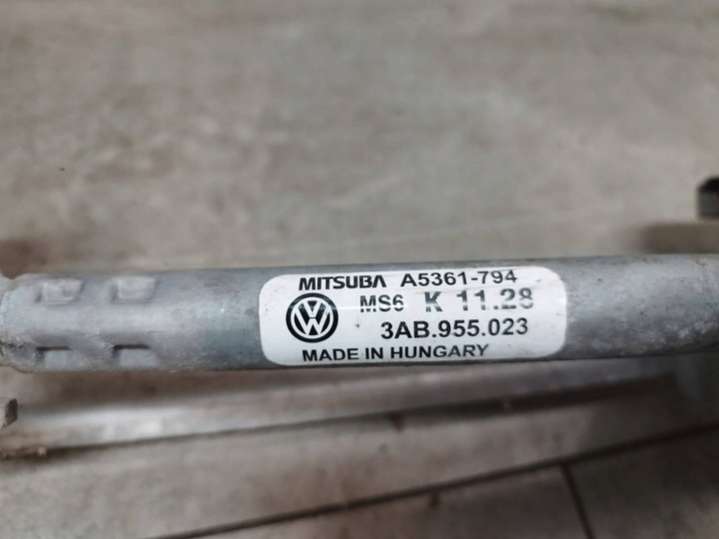 MITSUBA A5361-794
MS6 K 11.28
3AB.955.023
MADE IN HUNGARY